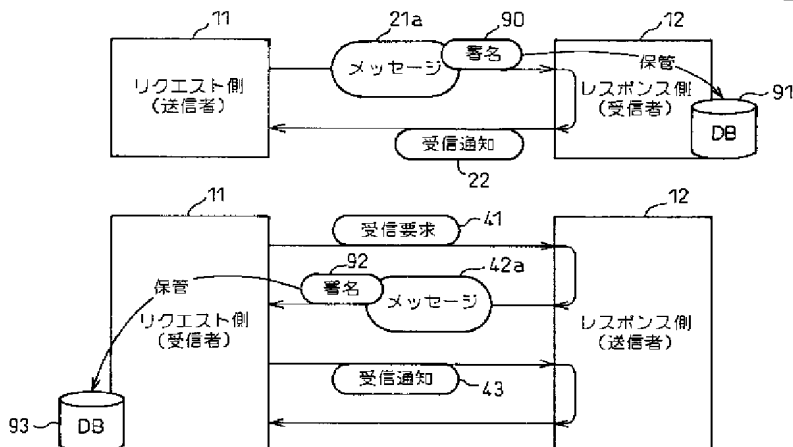 11
21a
90
12
署名
メッセージ
保管
91
リクエスト側
(送信者)
レスポンス側
(受信者)
DB
受信通知
22
11
12
受信要求
41
92
42a
署名
保管
メッセージ
リクエスト側
(受信者)
レスポンス側
(送信者)
受信通知
43
93
DB